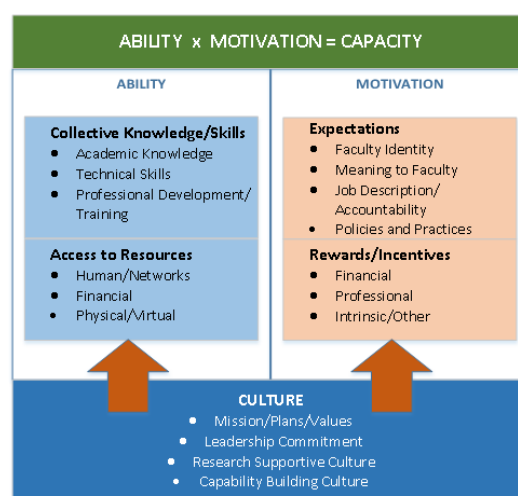 ABILITY x MOTIVATION = CAPACITY
ABILITY
Collective Knowledge/Skills
● Academic Knowledge
● Technical Skills
● Professional Development/
Training
Access to Resources
● Human/Networks
● Financial
• Physical/Virtual
MOTIVATION
Expectations
● Faculty Identity
● Meaning to Faculty
● Job Description/
Accountability
• Policies and Practices
Rewards/Incentives
● Financial
● Professional
● Intrinsic/Other
CULTURE
● Mission/Plans/Values
● Leadership Commitment
● Research Supportive Culture
• Capability Building Culture